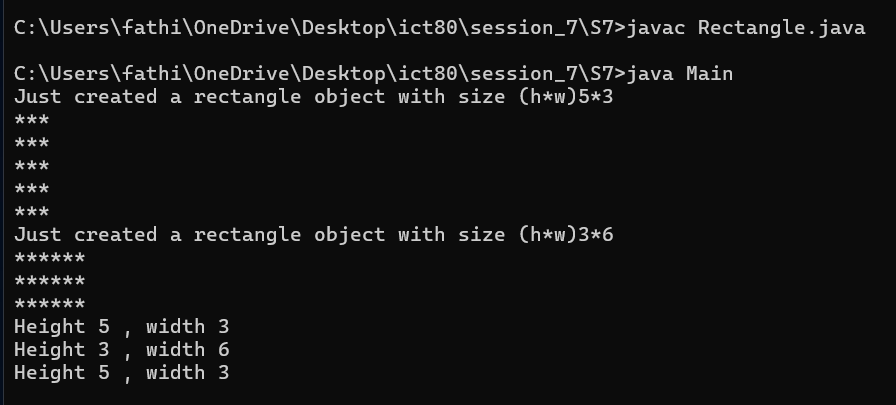 C:\Users\fathi\OneDrive\Desktop\ict80\session_7\S7>javac Rectangle.java
C:\Users\fathi\OneDrive\Desktop\ict80\session_7\S7>java Main
Just created a rectangle object with size (h*w)5*3
***
***
***
***
***
Just created a rectangle object with size (h*w)3*6
******
******
******
Height 5 , width 3
Height 3 , width 6
Height 5 , width 3